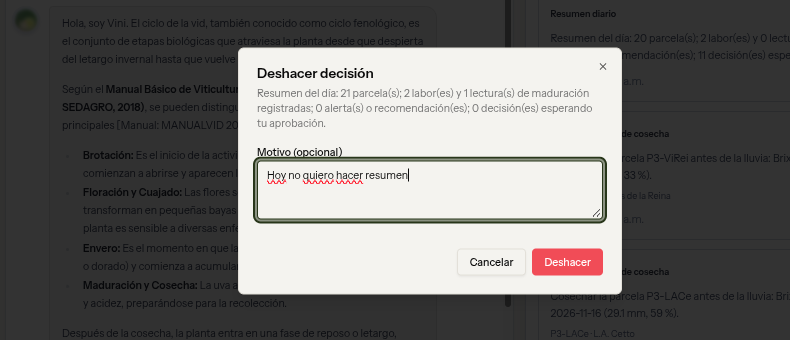 Hola, soy Vini. El ciclo de la vid, también conocido como ciclo fenológico, es
el conjunto de etapas biológicas que atraviesa la planta desde que despierta
del letargo invernal hasta que vuelve
Según el Manual Básico de Viticultur
SEDAGRO, 2018), se pueden distingu
principales [Manual: MANUALVID 20
Brotación: Es el inicio de la activi
comienzan a abrirse y aparecen l
Floración y Cuajado: Las flores s
transforman en pequeñas bayas
planta es sensible a diversas enfe
Envero: Es el momento en que la
o dorado) y comienza a acumula
Maduración y Cosecha: La uva a
y acidez, preparándose para la recolección.
Después de la cosecha, la planta entra en una fase de reposo o letargo,
Deshacer decisión
×
Resumen del día: 21 parcela(s); 2 labor(es) y 1 lectura(s) de maduración
registradas; 0 alerta(s) o recomendación(es); 0 decisión(es) esperando
tu aprobación.
Motivo (opcional)
Hoy no quiero hacer resumen
Cancelar
Deshacer
Resumen diario
Resumen del día: 20 parcela(s); 2 labor(es) y 0 lectu
mendación(es); 11 decisión(es) espe
a.m.
de cosecha
rcela P3-ViRei antes de la lluvia: Brix
33 %).
n de la Reina
a.m.
de cosecha
Cosechar la parcela P3-LACe antes de la lluvia: Bri
2026-11-16 (29.1 mm, 59 %).
P3-LACe · L.A. Cetto